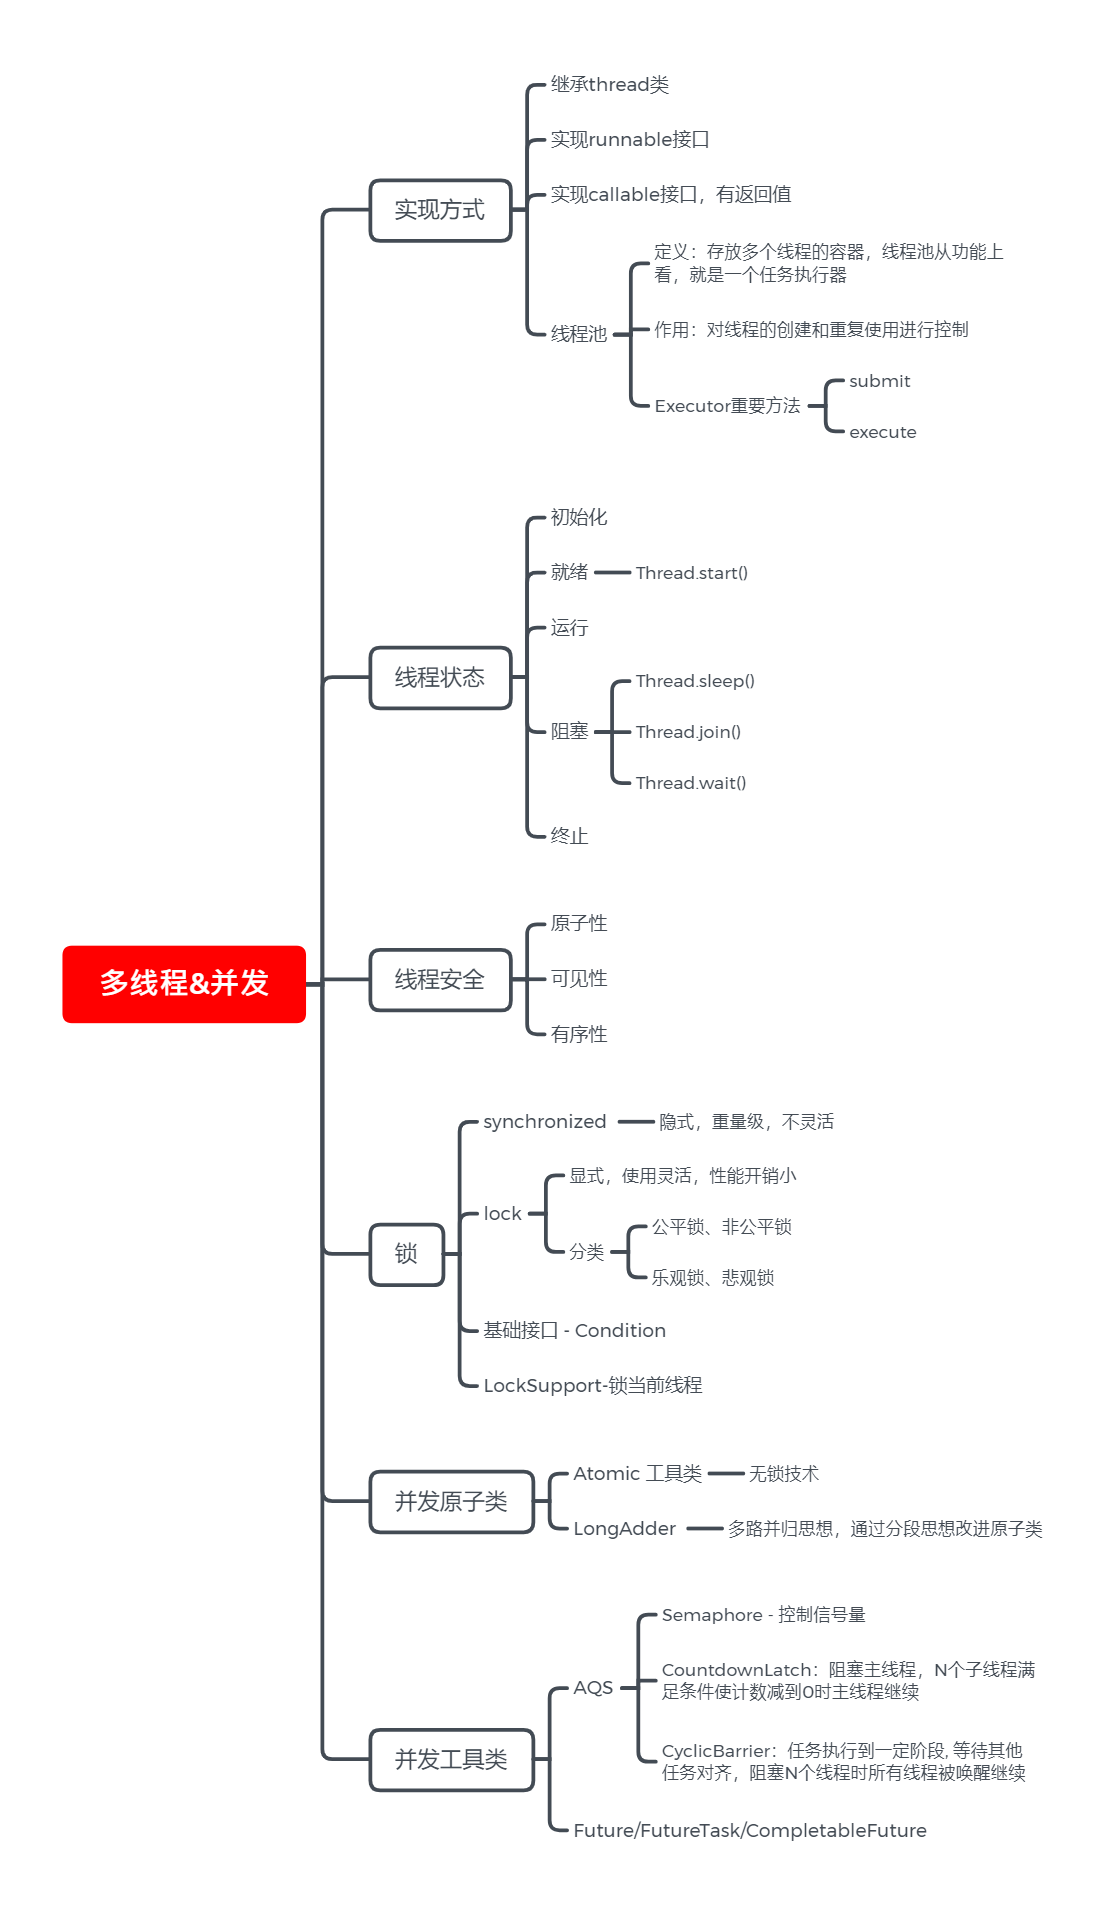 多线程&并发
实现方式
继承thread类
实现runnable接口
实现callable接口，有返回值
线程池
定义：存放多个线程的容器，线程池从功能上
看，就是一个任务执行器
作用：对线程的创建和重复使用进行控制
Executor重要方法
submit
execute
线程状态
初始化
就绪
Thread.start()
运行
阻塞
Thread.sleep()
Thread.join()
Thread.wait()
终止
线程安全
原子性
可见性
有序性
锁
synchronized
隐式，重量级，不灵活
lock
显式，使用灵活，性能开销小
分类
公平锁、非公平锁
乐观锁、悲观锁
基础接口 - Condition
LockSupport-锁当前线程
并发原子类
Atomic 工具类
无锁技术
LongAdder
多路并归思想，通过分段思想改进原子类
并发工具类
AQS
Semaphore - 控制信号量
CountdownLatch：阻塞主线程，N个子线程满
足条件使计数减到0时主线程继续
CyclicBarrier：任务执行到一定阶段, 等待其他
任务对齐，阻塞N个线程时所有线程被唤醒继续
Future/FutureTask/CompletableFuture